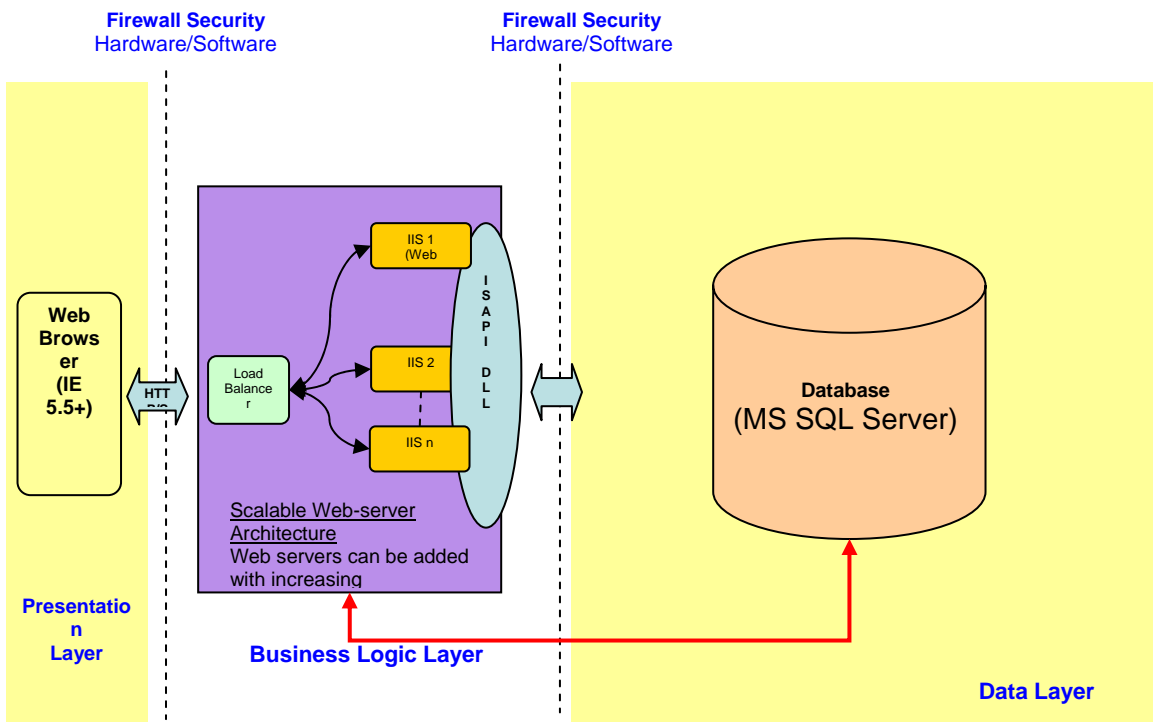 Firewall Security
Hardware/Software
Firewall Security
Hardware/Software
Web
Brows
er
(IE
5.5+)
HTT
Load
Balance
r
IIS 1
(Web
IIS 2
IIS n
I
S
A
P
I
D
L
L
Database
(MS SQL Server)
Scalable Web-server
Architecture
Web servers can be added
with increasing
Presentatio
n
Layer
Business Logic Layer
Data Layer